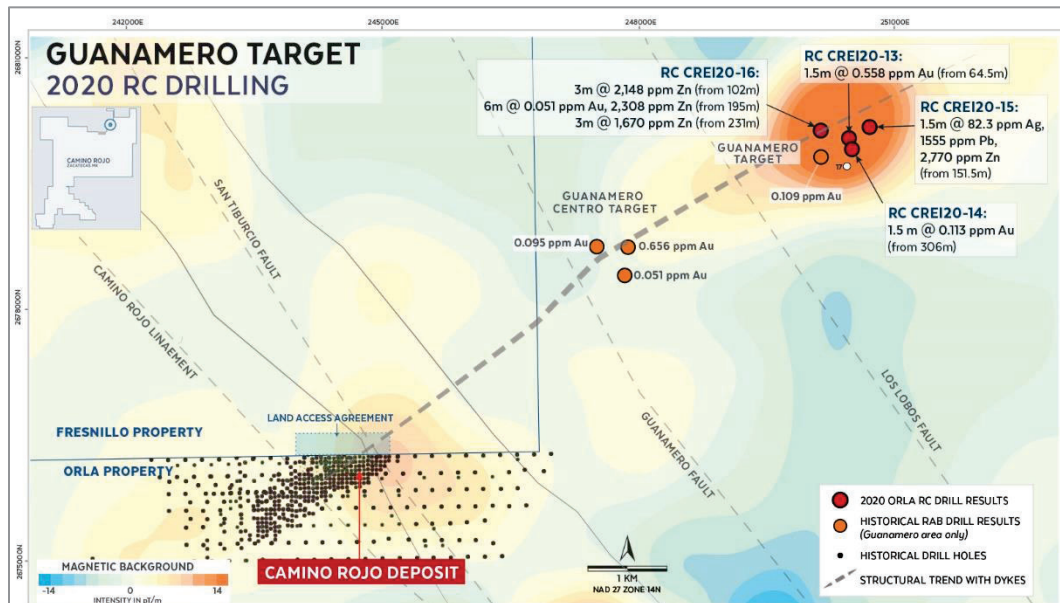 242000E
245000E
248000E
251000E
2681000N
2678000N
2675000N
GUANAMERO TARGET
2020 RC DRILLING
CAMINO ROJO
ZACATECAS MX
RC CREI20-16:
3m @ 2,148 ppm Zn (from 102m)
6m @ 0.051 ppm Au, 2,308 ppm Zn (from 195m)
3m @ 1,670 ppm Zn (from 231m)
RC CREI20-13:
1.5m @ 0.558 ppm Au (from 64.5m)
RC CREI20-15:
1.5m @ 82.3 ppm Ag,
1555 ppm Pb,
2,770 ppm Zn
(from 151.5m)
GUANAMERO
TARGET
17
0.109 ppm Au
RC CREI20-14:
1.5 m @ 0.113 ppm Au
(from 306m)
GUANAMERO
CENTRO TARGET
0.095 ppm Au
0.656 ppm Au
0.051 ppm Au
SANTIBURCIO FAULT
CAMINO ROJO LINAEMENT
GUANAMERO FAULT
LOS LOBOS FAULT
LAND ACCESS AGREEMENT
FRESNILLO PROPERTY
ORLA PROPERTY
CAMINO ROJO DEPOSIT
MAGNETIC BACKGROUND
-14
0
14
INTENSITY IN pT/m
1 KM
NAD 27 ZONE 14N
2020 ORLA RC DRILL RESULTS
HISTORICAL RAB DRILL RESULTS
(Guanamero area only)
HISTORICAL DRILL HOLES
STRUCTURAL TREND WITH DYKES